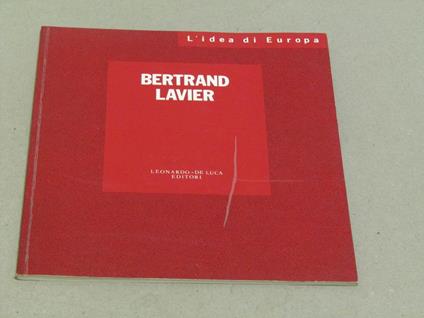 L'idea di Europa
BERTRAND
LAVIER
LEONARDO-DE LUCA
EDITORI